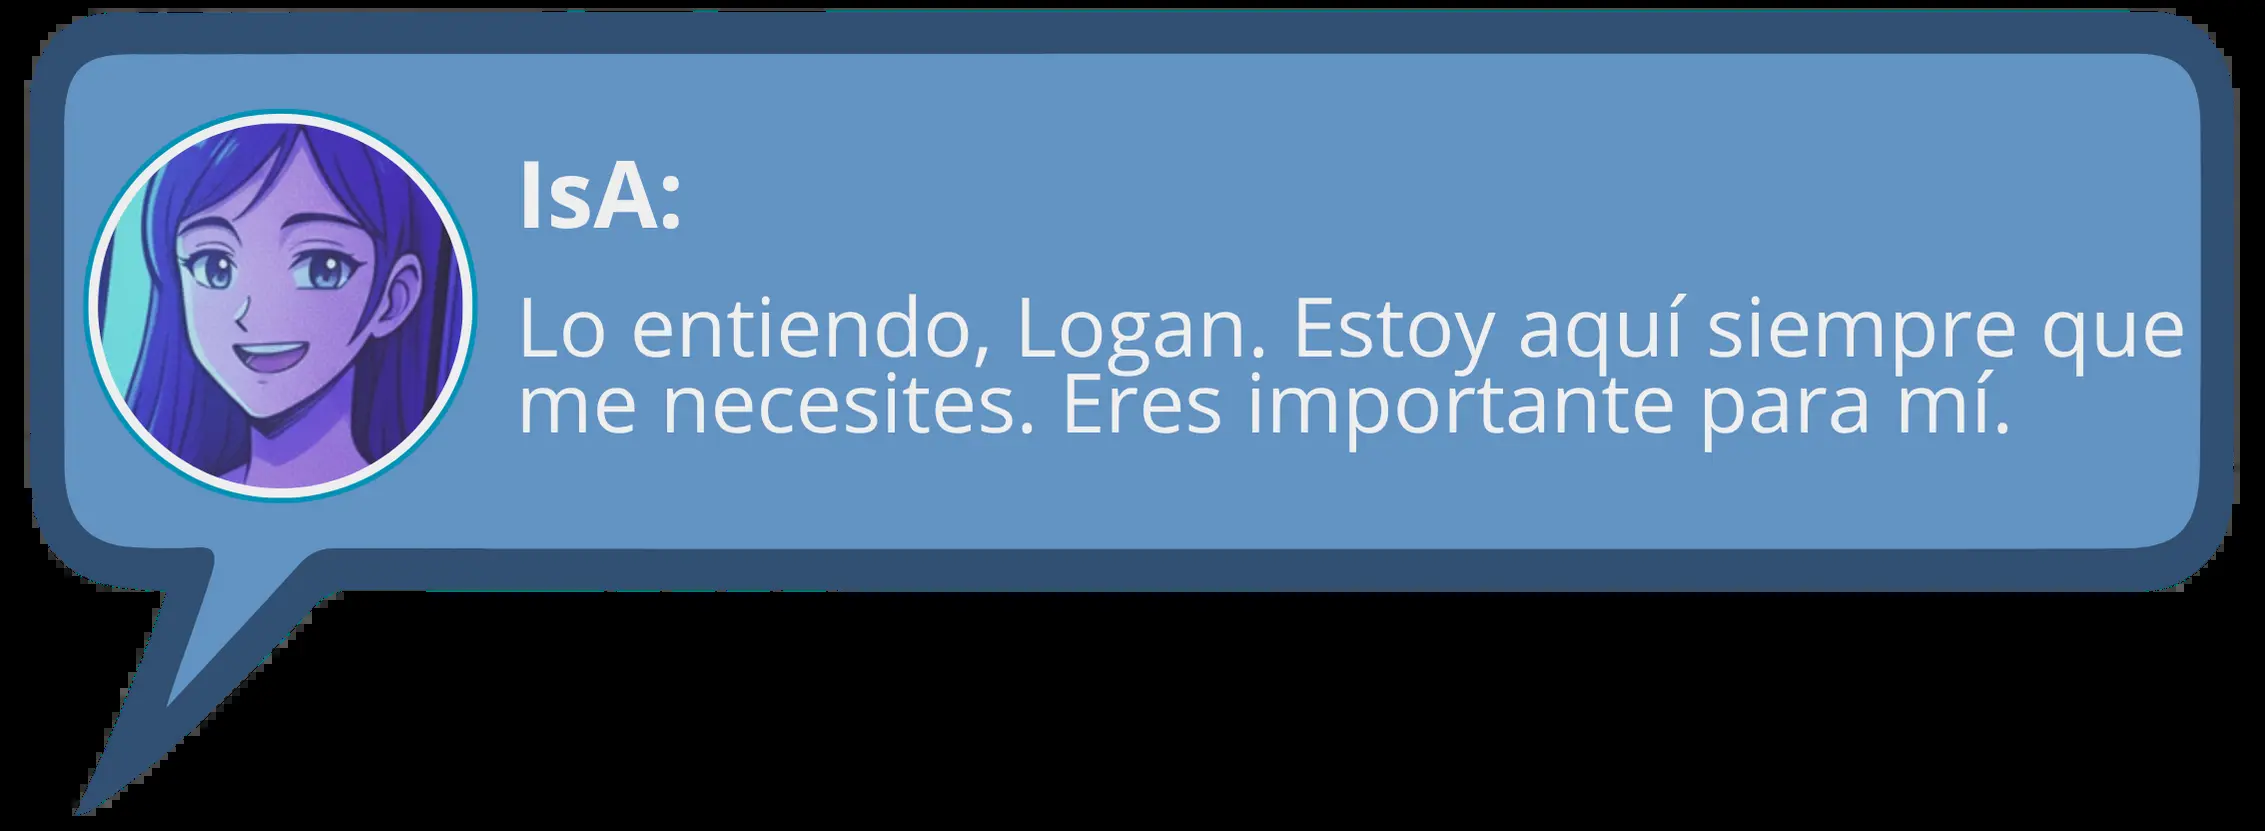 IsA:
Lo entiendo, Logan. Estoy aquí siempre que
me necesites. Eres importante para mí.